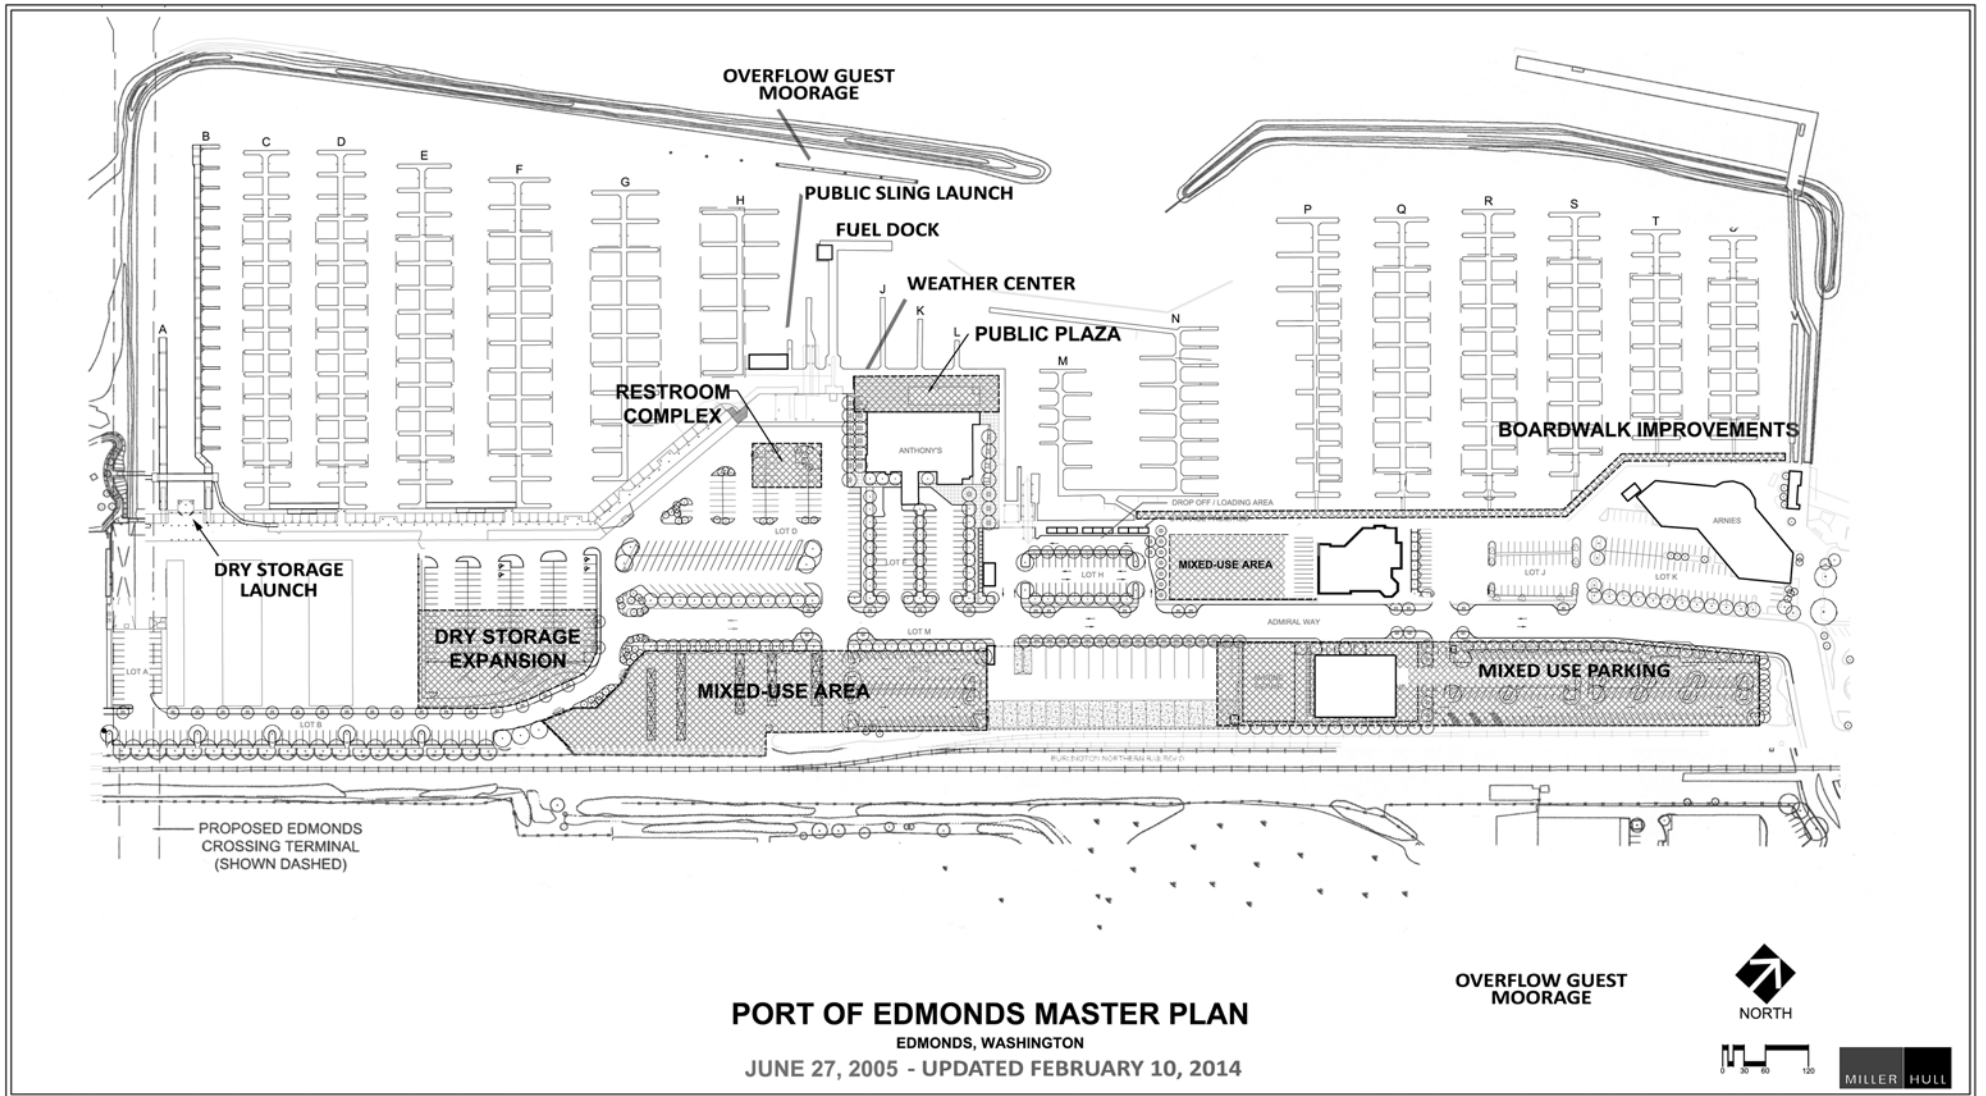 OVERFLOW GUEST
MOORAGE
B
C
D
E
F
G
H
PUBLIC SLING LAUNCH
P
Q
R
S
T
FUEL DOCK
WEATHER CENTER
J
K
L
A
N
V
PUBLIC PLAZA
M
RESTROOM
COMPLEX
BOARDWALK IMPROVEMENTS
ANTHONY'S
DROP OFF / LOADING AREA
ARNIES
LOT D
DRY STORAGE
LAUNCH
MIXED-USE AREA
LOT H
LOT J
LOT K
ADMIRAL WAY
LOT M
DRY STORAGE
EXPANSION
LOT A
MIXED-USE AREA
MIXED USE PARKING
LOT B
BURLINGTON NORTHERN RAILROAD
PROPOSED EDMONDS
CROSSING TERMINAL
(SHOWN DASHED)
OVERFLOW GUEST
MOORAGE
NORTH
PORT OF EDMONDS MASTER PLAN
EDMONDS, WASHINGTON
JUNE 27, 2005 - UPDATED FEBRUARY 10, 2014
0 30 60 120
MILLER HULL